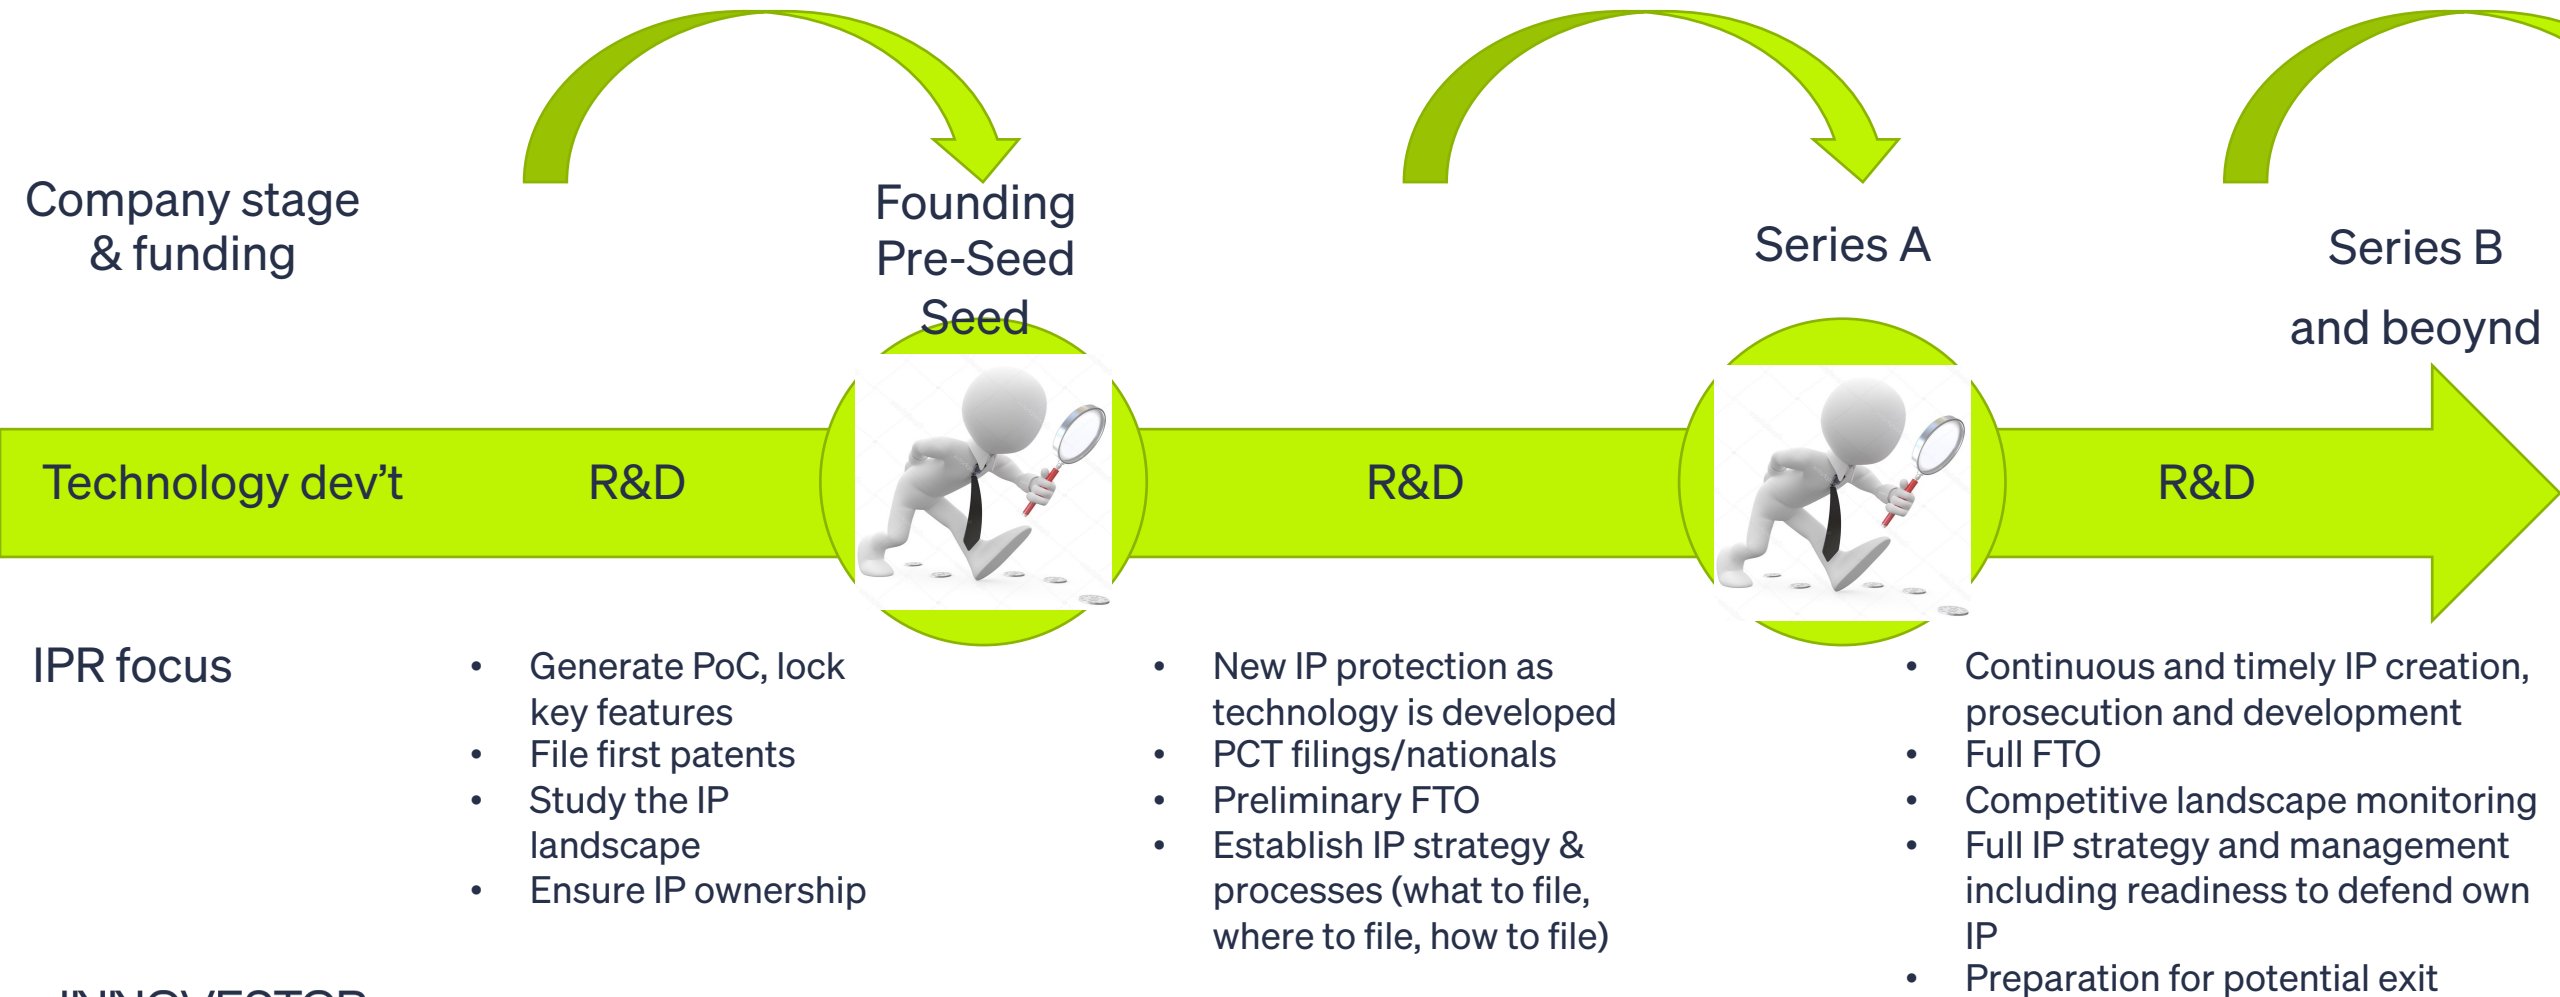 Company stage
& funding
Founding
Pre-Seed
Seed
Series A
Series B
and beoynd
Technology dev’t
R&D
R&D
R&D
IPR focus
• Generate PoC, lock
key features
• File first patents
• Study the IP
landscape
• Ensure IP ownership
• New IP protection as
technology is developed
• PCT filings/nationals
• Preliminary FTO
• Establish IP strategy &
processes (what to file,
where to file, how to file)
• Continuous and timely IP creation,
prosecution and development
• Full FTO
• Competitive landscape monitoring
• Full IP strategy and management
including readiness to defend own
IP
• Preparation for potential exit
INNOVESTOR